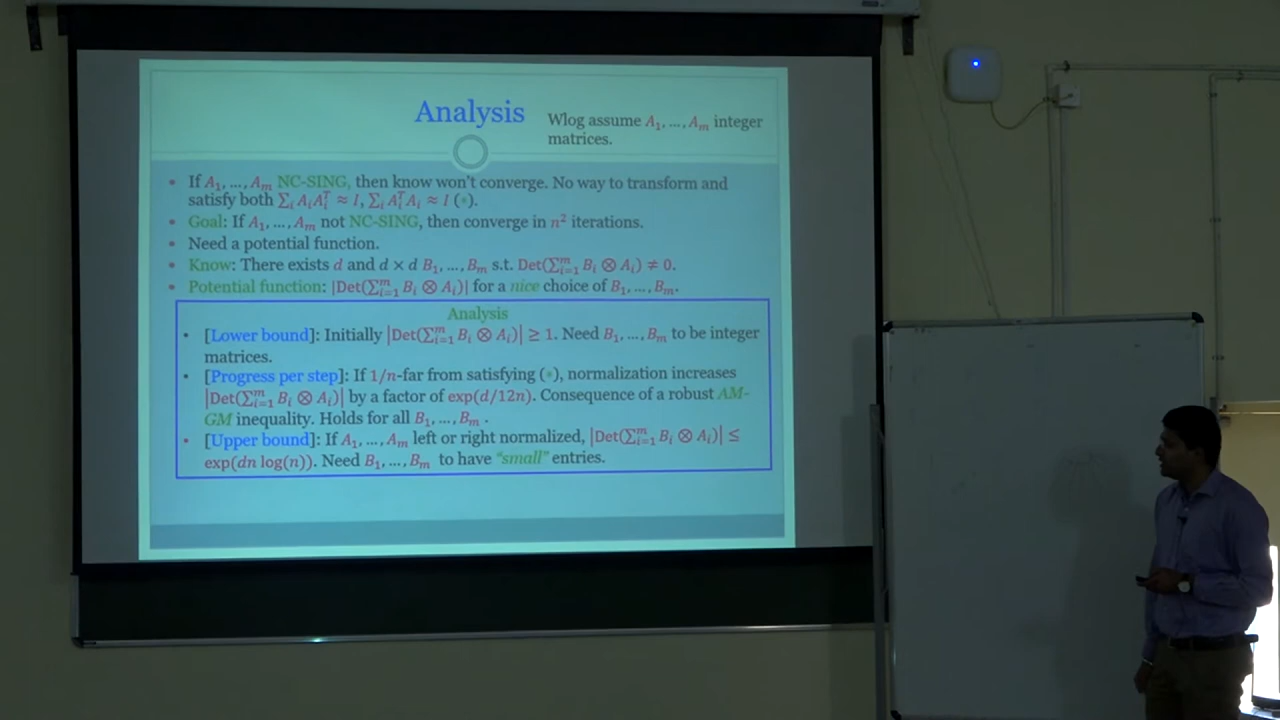 Analysis
Wlog assume A₁, ..., Aₘ integer
matrices.
• If A₁, ..., Aₘ NC-SING, then know won't converge. No way to transform and
satisfy both ∑ᵢ AᵢAᵢᵀ ≈ I, ∑ᵢ AᵢᵀAᵢ ≈ I (*).
• Goal: If A₁, ..., Aₘ not NC-SING, then converge in n² iterations.
• Need a potential function.
• Know: There exists d and d × d B₁, ..., Bₘ s.t. Det(∑ᵢ₌₁ᵐ Bᵢ ⊗ Aᵢ) ≠ 0.
• Potential function: |Det(∑ᵢ₌₁ᵐ Bᵢ ⊗ Aᵢ)| for a nice choice of B₁, ..., Bₘ.
Analysis
• [Lower bound]: Initially |Det(∑ᵢ₌₁ᵐ Bᵢ ⊗ Aᵢ)| ≥ 1. Need B₁, ..., Bₘ to be integer
matrices.
• [Progress per step]: If 1/n-far from satisfying (*), normalization increases
|Det(∑ᵢ₌₁ᵐ Bᵢ ⊗ Aᵢ)| by a factor of exp(d/12n). Consequence of a robust AM-
GM inequality. Holds for all B₁, ..., Bₘ .
• [Upper bound]: If A₁, ..., Aₘ left or right normalized, |Det(∑ᵢ₌₁ᵐ Bᵢ ⊗ Aᵢ)| ≤
exp(dn log(n)). Need B₁, ..., Bₘ to have "small" entries.